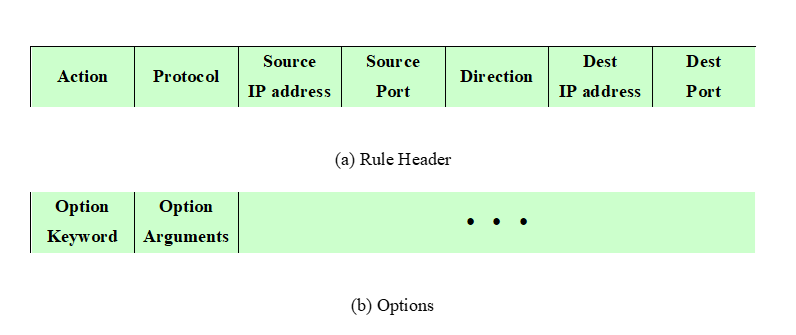 Action
Protocol
Source
IP address
Source
Port
Direction
Dest
IP address
Dest
Port
(a) Rule Header
Option
Keyword
Option
Arguments
• • •
(b) Options